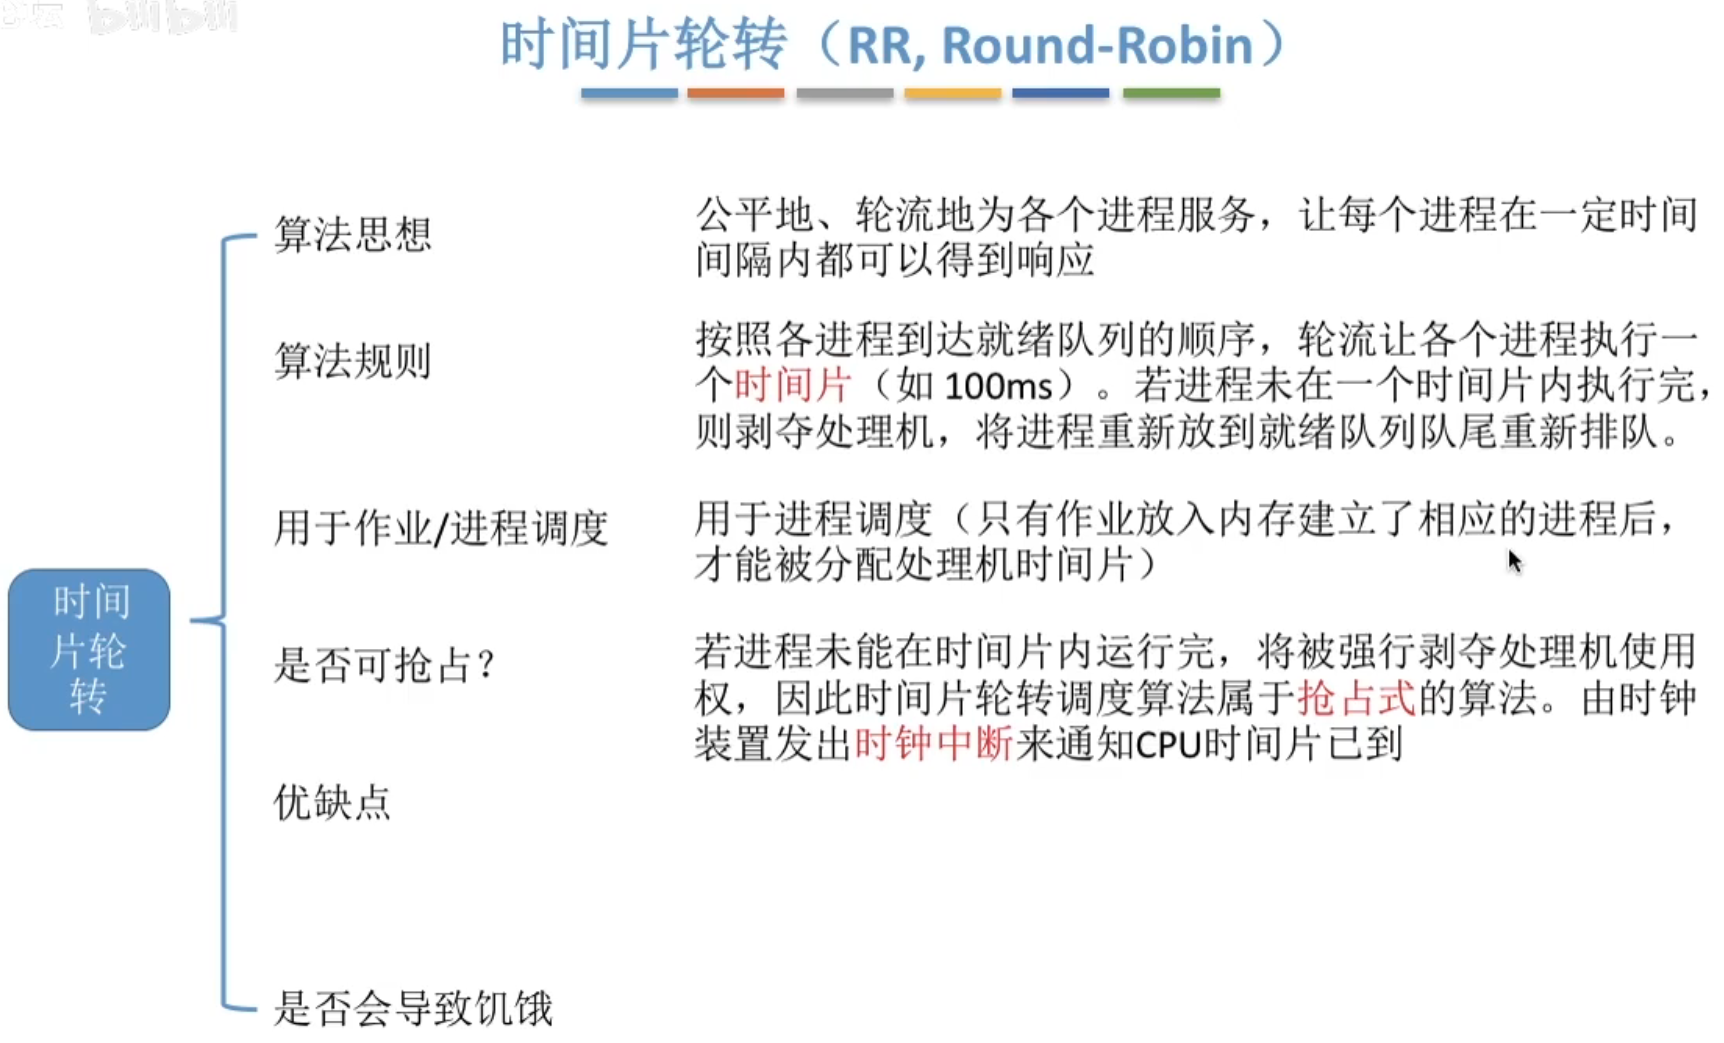 bilibili
时间片轮转（RR, Round-Robin）
算法思想
公平地、轮流地为各个进程服务，让每个进程在一定时间
间隔内都可以得到响应
算法规则
按照各进程到达就绪队列的顺序，轮流让各个进程执行一
个时间片（如 100ms）。若进程未在一个时间片内执行完，
则剥夺处理机，将进程重新放到就绪队列队尾重新排队。
用于作业/进程调度
用于进程调度（只有作业放入内存建立了相应的进程后，
才能被分配处理机时间片）
时间
片轮
转
是否可抢占？
若进程未能在时间片内运行完，将被强行剥夺处理机使用
权，因此时间片轮转调度算法属于抢占式的算法。由时钟
装置发出时钟中断来通知CPU时间片已到
优缺点
是否会导致饥饿